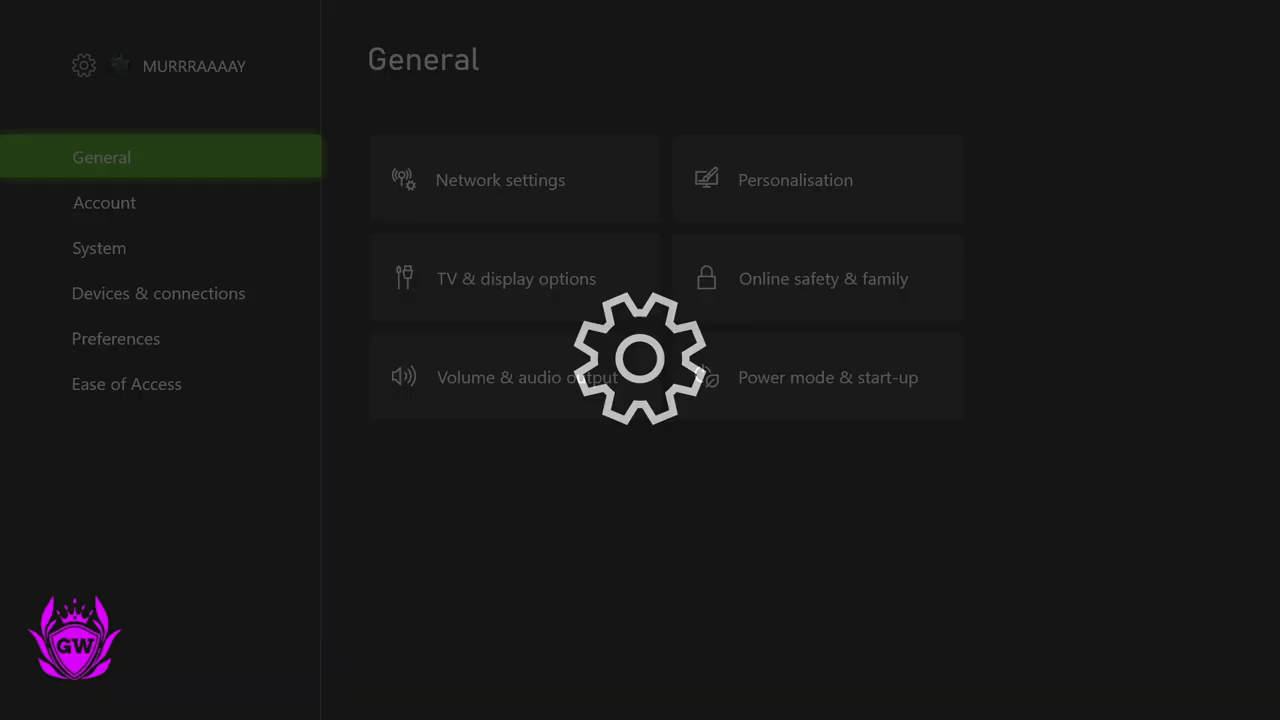 MURRRAAAAY
General
General
Account
System
Devices & connections
Preferences
Ease of Access
Network settings
Personalisation
TV & display options
Online safety & family
Volume & audio output
Power mode & start-up
GW